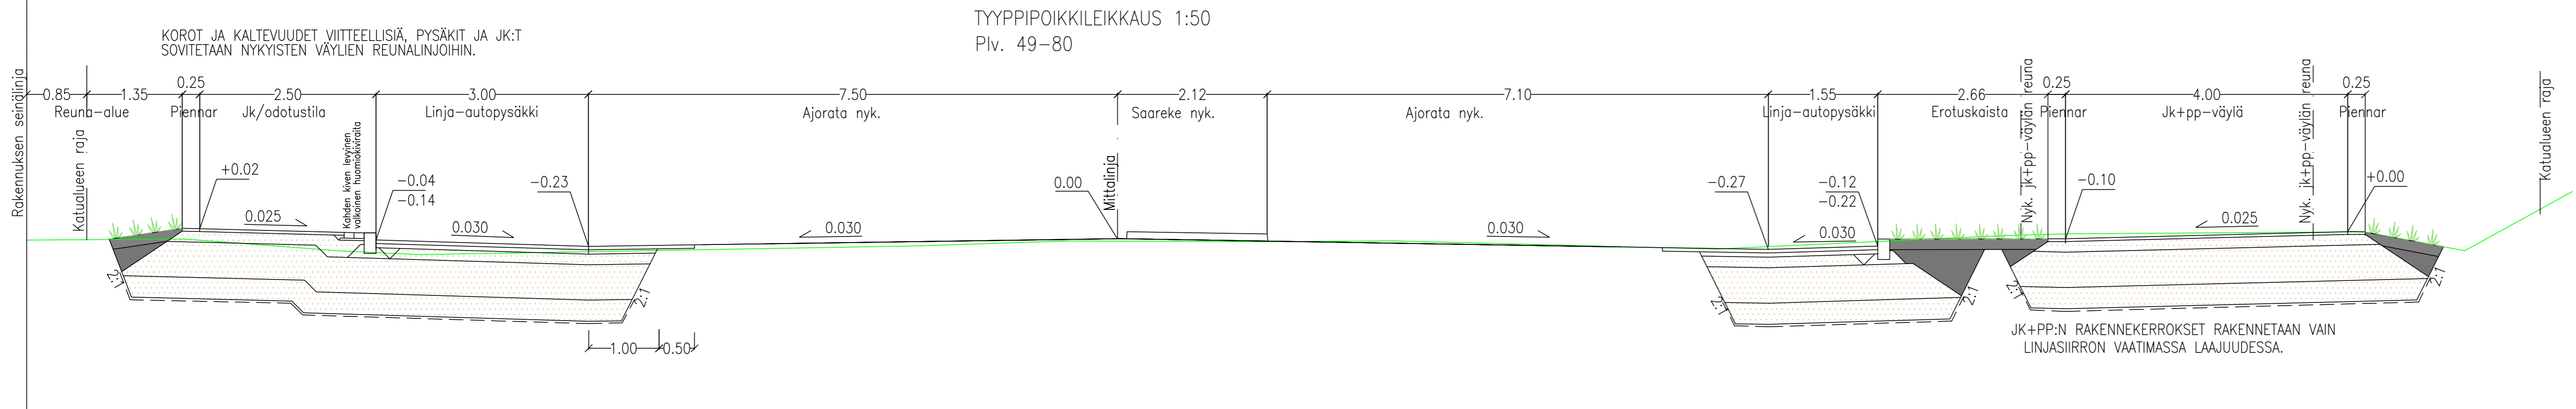 TYYPPIPOIKKILEIKKAUS 1:50
Plv. 49-80
KOROT JA KALTEVUUDET VIITTEELLISIÄ, PYSÄKIT JA JK:T
SOVITETAAN NYKYISTEN VÄYLIEN REUNALINJOIHIN.
Rakennuksen seinälinja
0.85
1.35
0.25
2.50
3.00
7.50
2.12
7.10
1.55
2.66
0.25
4.00
0.25
Reuna-alue
Piennar
Jk/odotustila
Linja-autopysäkki
Ajorata nyk.
Saareke nyk.
Ajorata nyk.
Linja-autopysäkki
Erotuskaista
Piennar
Jk+pp-väylä
Piennar
Katualueen raja
Kahden kiven levyinen
valkoinen huomiokiviraita
Mittalinja
Nyk. jk+pp-väylän reuna
Nyk. jk+pp-väylän reuna
Katualueen raja
+0.02
-0.04
-0.14
-0.23
0.00
-0.27
-0.12
-0.22
-0.10
+0.00
0.025
0.030
0.030
0.030
0.030
0.025
2:1
2:1
2:1
2:1
2:1
2:1
1.00
0.50
JK+PP:N RAKENNEKERROKSET RAKENNETAAN VAIN
LINJASIIRRON VAATIMASSA LAAJUUDESSA.